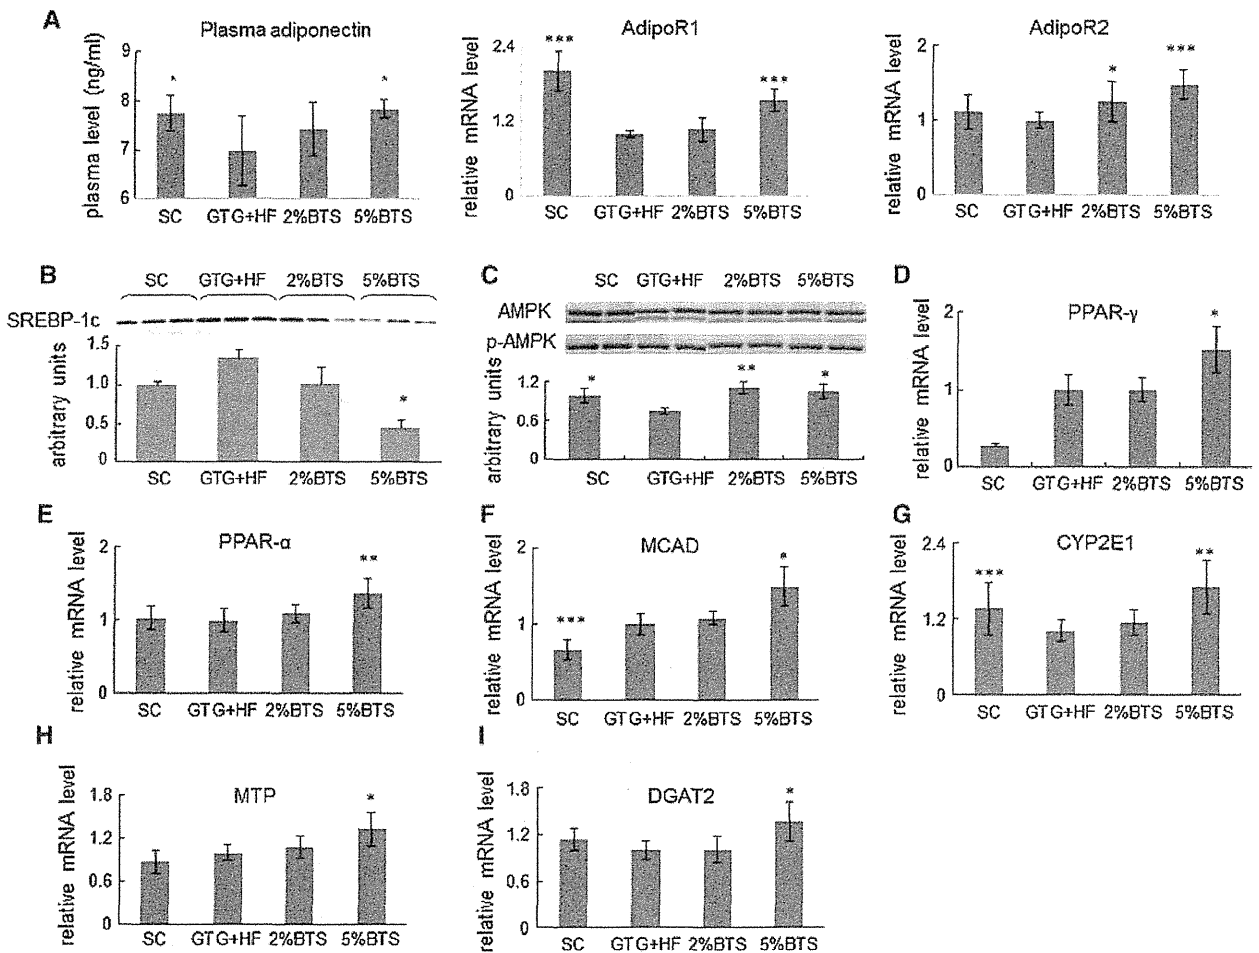 A
Plasma adiponectin
plasma level (ng/ml)
9
8
7
6
*
*
SC GTG+HF 2%BTS 5%BTS
AdipoR1
relative mRNA level
2.4
1.2
0
***
***
SC GTG+HF 2%BTS 5%BTS
AdipoR2
relative mRNA level
2
1
0
*
***
SC GTG+HF 2%BTS 5%BTS
B
SC GTG+HF 2%BTS 5%BTS
SREBP-1c
arbitrary units
1.5
1.0
0.5
0
*
SC GTG+HF 2%BTS 5%BTS
C
SC GTG+HF 2%BTS 5%BTS
AMPK
p-AMPK
arbitrary units
1.2
0.6
0
*
**
*
SC GTG+HF 2%BTS 5%BTS
D
PPAR-γ
relative mRNA level
2
1
0
*
SC GTG+HF 2%BTS 5%BTS
E
PPAR-α
relative mRNA level
2
1
0
**
SC GTG+HF 2%BTS 5%BTS
F
MCAD
relative mRNA level
2
1
0
***
*
SC GTG+HF 2%BTS 5%BTS
G
CYP2E1
relative mRNA level
2.4
1.2
0
***
**
SC GTG+HF 2%BTS 5%BTS
H
MTP
relative mRNA level
1.8
1.2
0.6
0
*
SC GTG+HF 2%BTS 5%BTS
I
DGAT2
relative mRNA level
1.8
1.2
0.6
0
*
SC GTG+HF 2%BTS 5%BTS